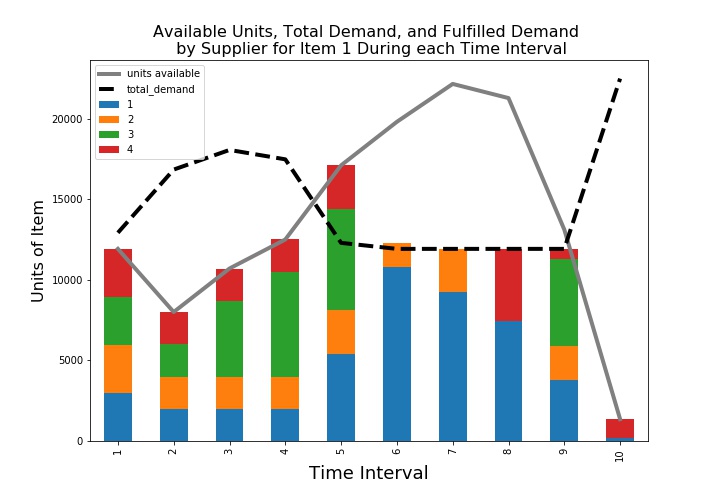 Available Units, Total Demand, and Fulfilled Demand
by Supplier for Item 1 During each Time Interval
units available
total_demand
1
2
3
4
Units of Item
20000
15000
10000
5000
0
1 2 3 4 5 6 7 8 9 10
Time Interval